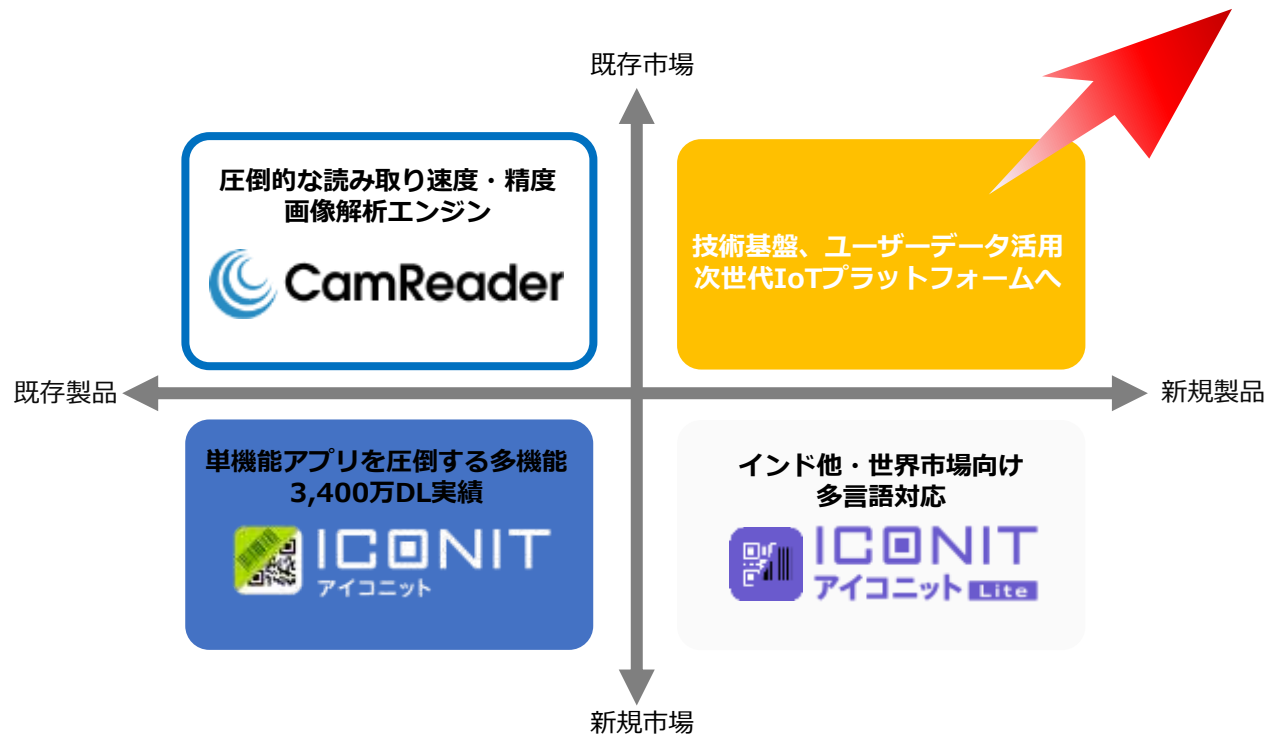 既存市場
圧倒的な読み取り速度・精度
画像解析エンジン
CamReader
技術基盤、ユーザーデータ活用
次世代IoTプラットフォームへ
既存製品
新規製品
単機能アプリを圧倒する多機能
3,400万DL実績
ICONIT
アイコニット
インド他・世界市場向け
多言語対応
ICONIT
アイコニット Lite
新規市場